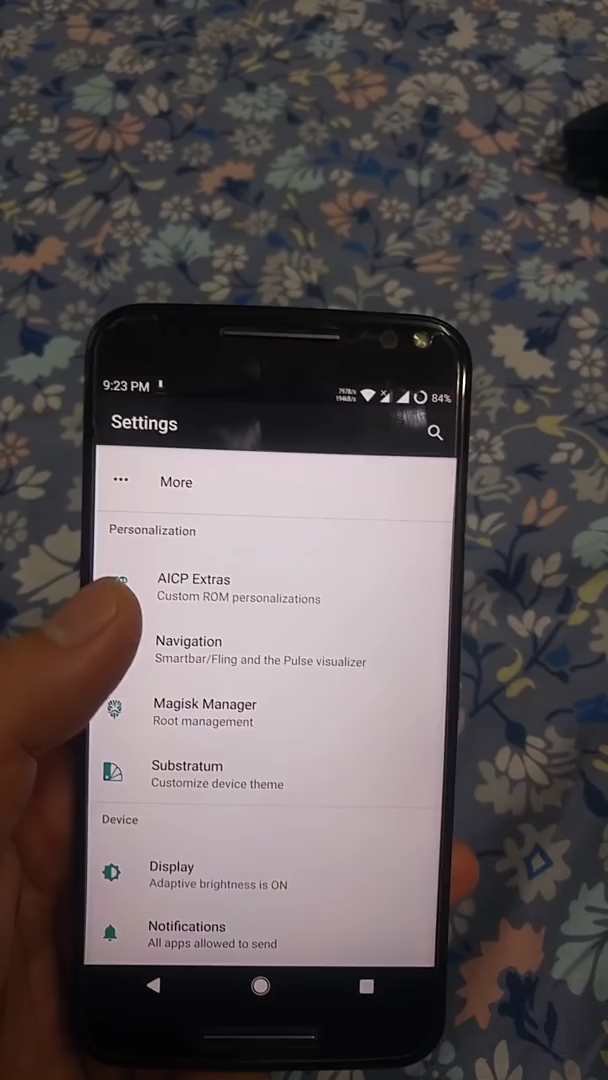 9:23 PM
84%
Settings
More
Personalization
AICP Extras
Custom ROM personalizations
Navigation
Smartbar/Fling and the Pulse visualizer
Magisk Manager
Root management
Substratum
Customize device theme
Device
Display
Adaptive brightness is ON
Notifications
All apps allowed to send